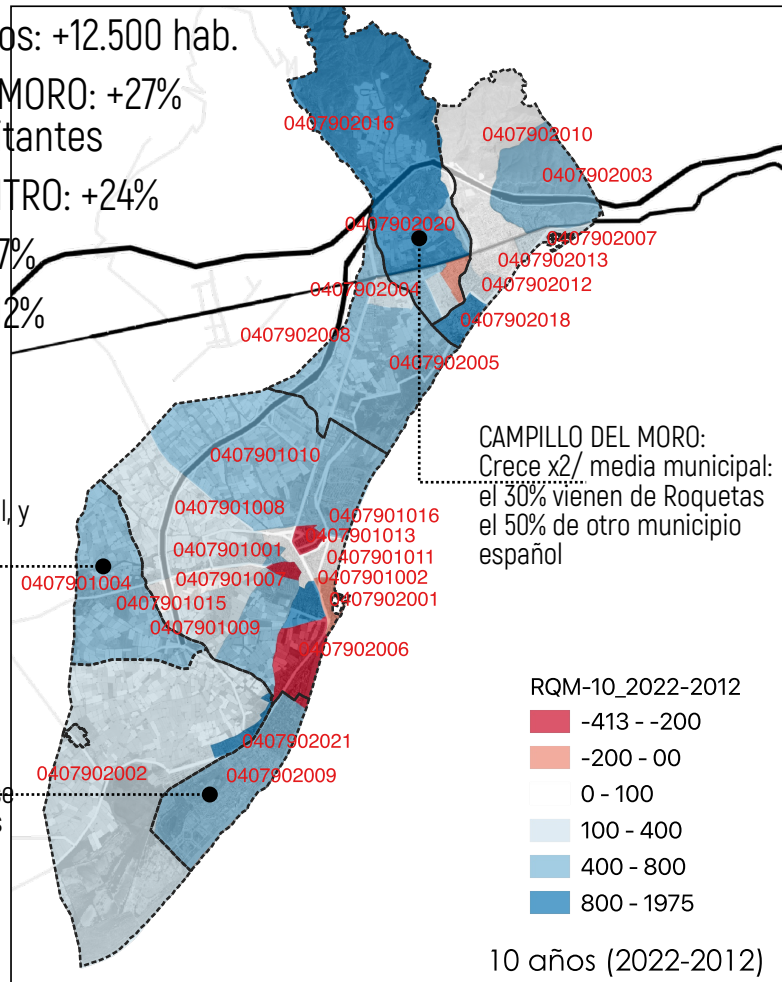 os: +12.500 hab.
MORO: +27%
tantes
TRO: +24%
7%
2%
0407902016
0407902010
0407902003
0407902020
0407902007
0407902013
0407902004
0407902012
0407902018
0407902008
0407902005
CAMPILLO DEL MORO:
Crece x2/ media municipal:
el 30% vienen de Roquetas
el 50% de otro municipio
español
0407901010
l, y
0407901008
0407901016
0407901013
0407901001
0407901011
0407901004
0407901007
0407901002
0407901015
0407902001
0407901009
0407902006
0407902021
0407902002
0407902009
RQM-10_2022-2012
-413 - -200
-200 - 00
0 - 100
100 - 400
400 - 800
800 - 1975
10 años (2022-2012)